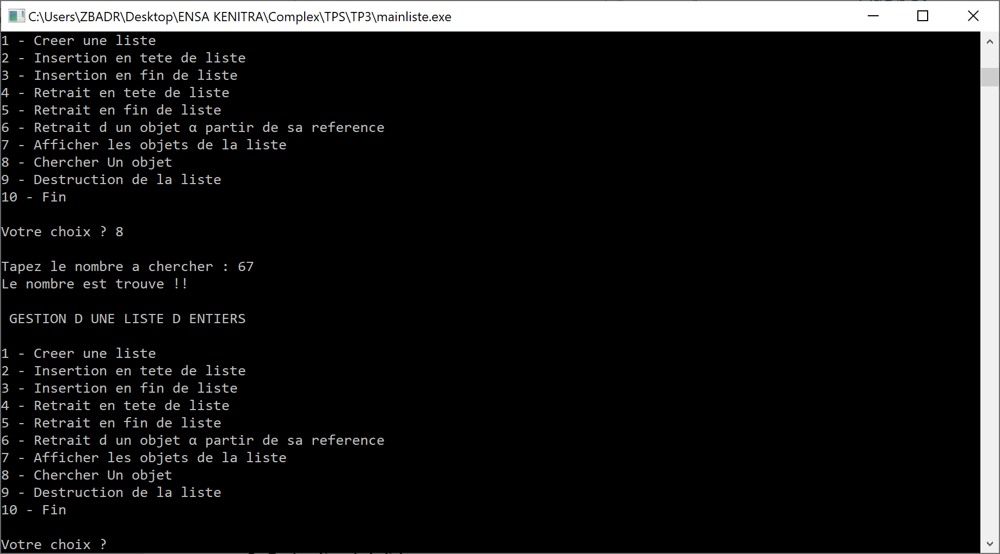 C:\Users\ZBADR\Desktop\ENSA KENITRA\Complex\TPS\TP3\mainliste.exe
1 - Creer une liste
2 - Insertion en tete de liste
3 - Insertion en fin de liste
4 - Retrait en tete de liste
5 - Retrait en fin de liste
6 - Retrait d un objet α partir de sa reference
7 - Afficher les objets de la liste
8 - Chercher Un objet
9 - Destruction de la liste
10 - Fin
Votre choix ? 8
Tapez le nombre a chercher : 67
Le nombre est trouve !!
GESTION D UNE LISTE D ENTIERS
1 - Creer une liste
2 - Insertion en tete de liste
3 - Insertion en fin de liste
4 - Retrait en tete de liste
5 - Retrait en fin de liste
6 - Retrait d un objet α partir de sa reference
7 - Afficher les objets de la liste
8 - Chercher Un objet
9 - Destruction de la liste
10 - Fin
Votre choix ?